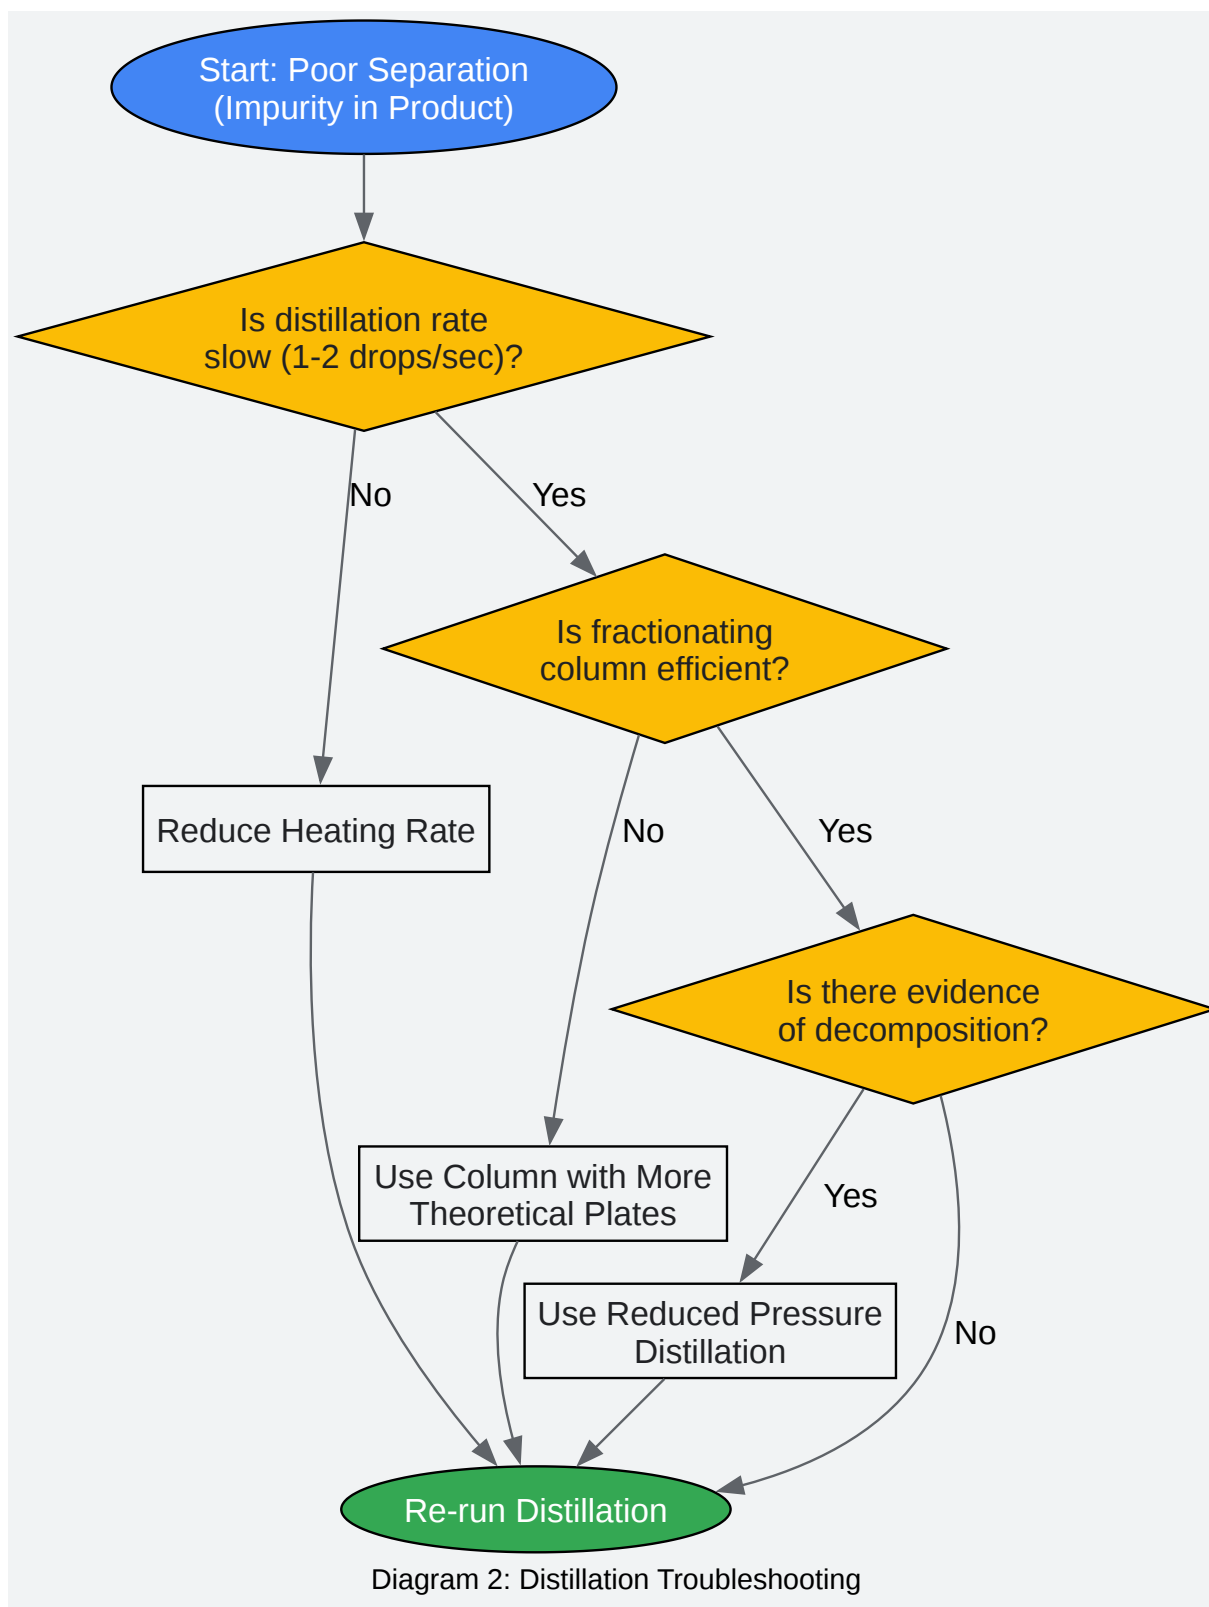 Start: Poor Separation
(Impurity in Product)
Is distillation rate
slow (1-2 drops/sec)?
No
Yes
Is fractionating
column efficient?
Reduce Heating Rate
No
Yes
Is there evidence
of decomposition?
Use Column with More
Theoretical Plates
Yes
Use Reduced Pressure
Distillation
No
Re-run Distillation
Diagram 2: Distillation Troubleshooting